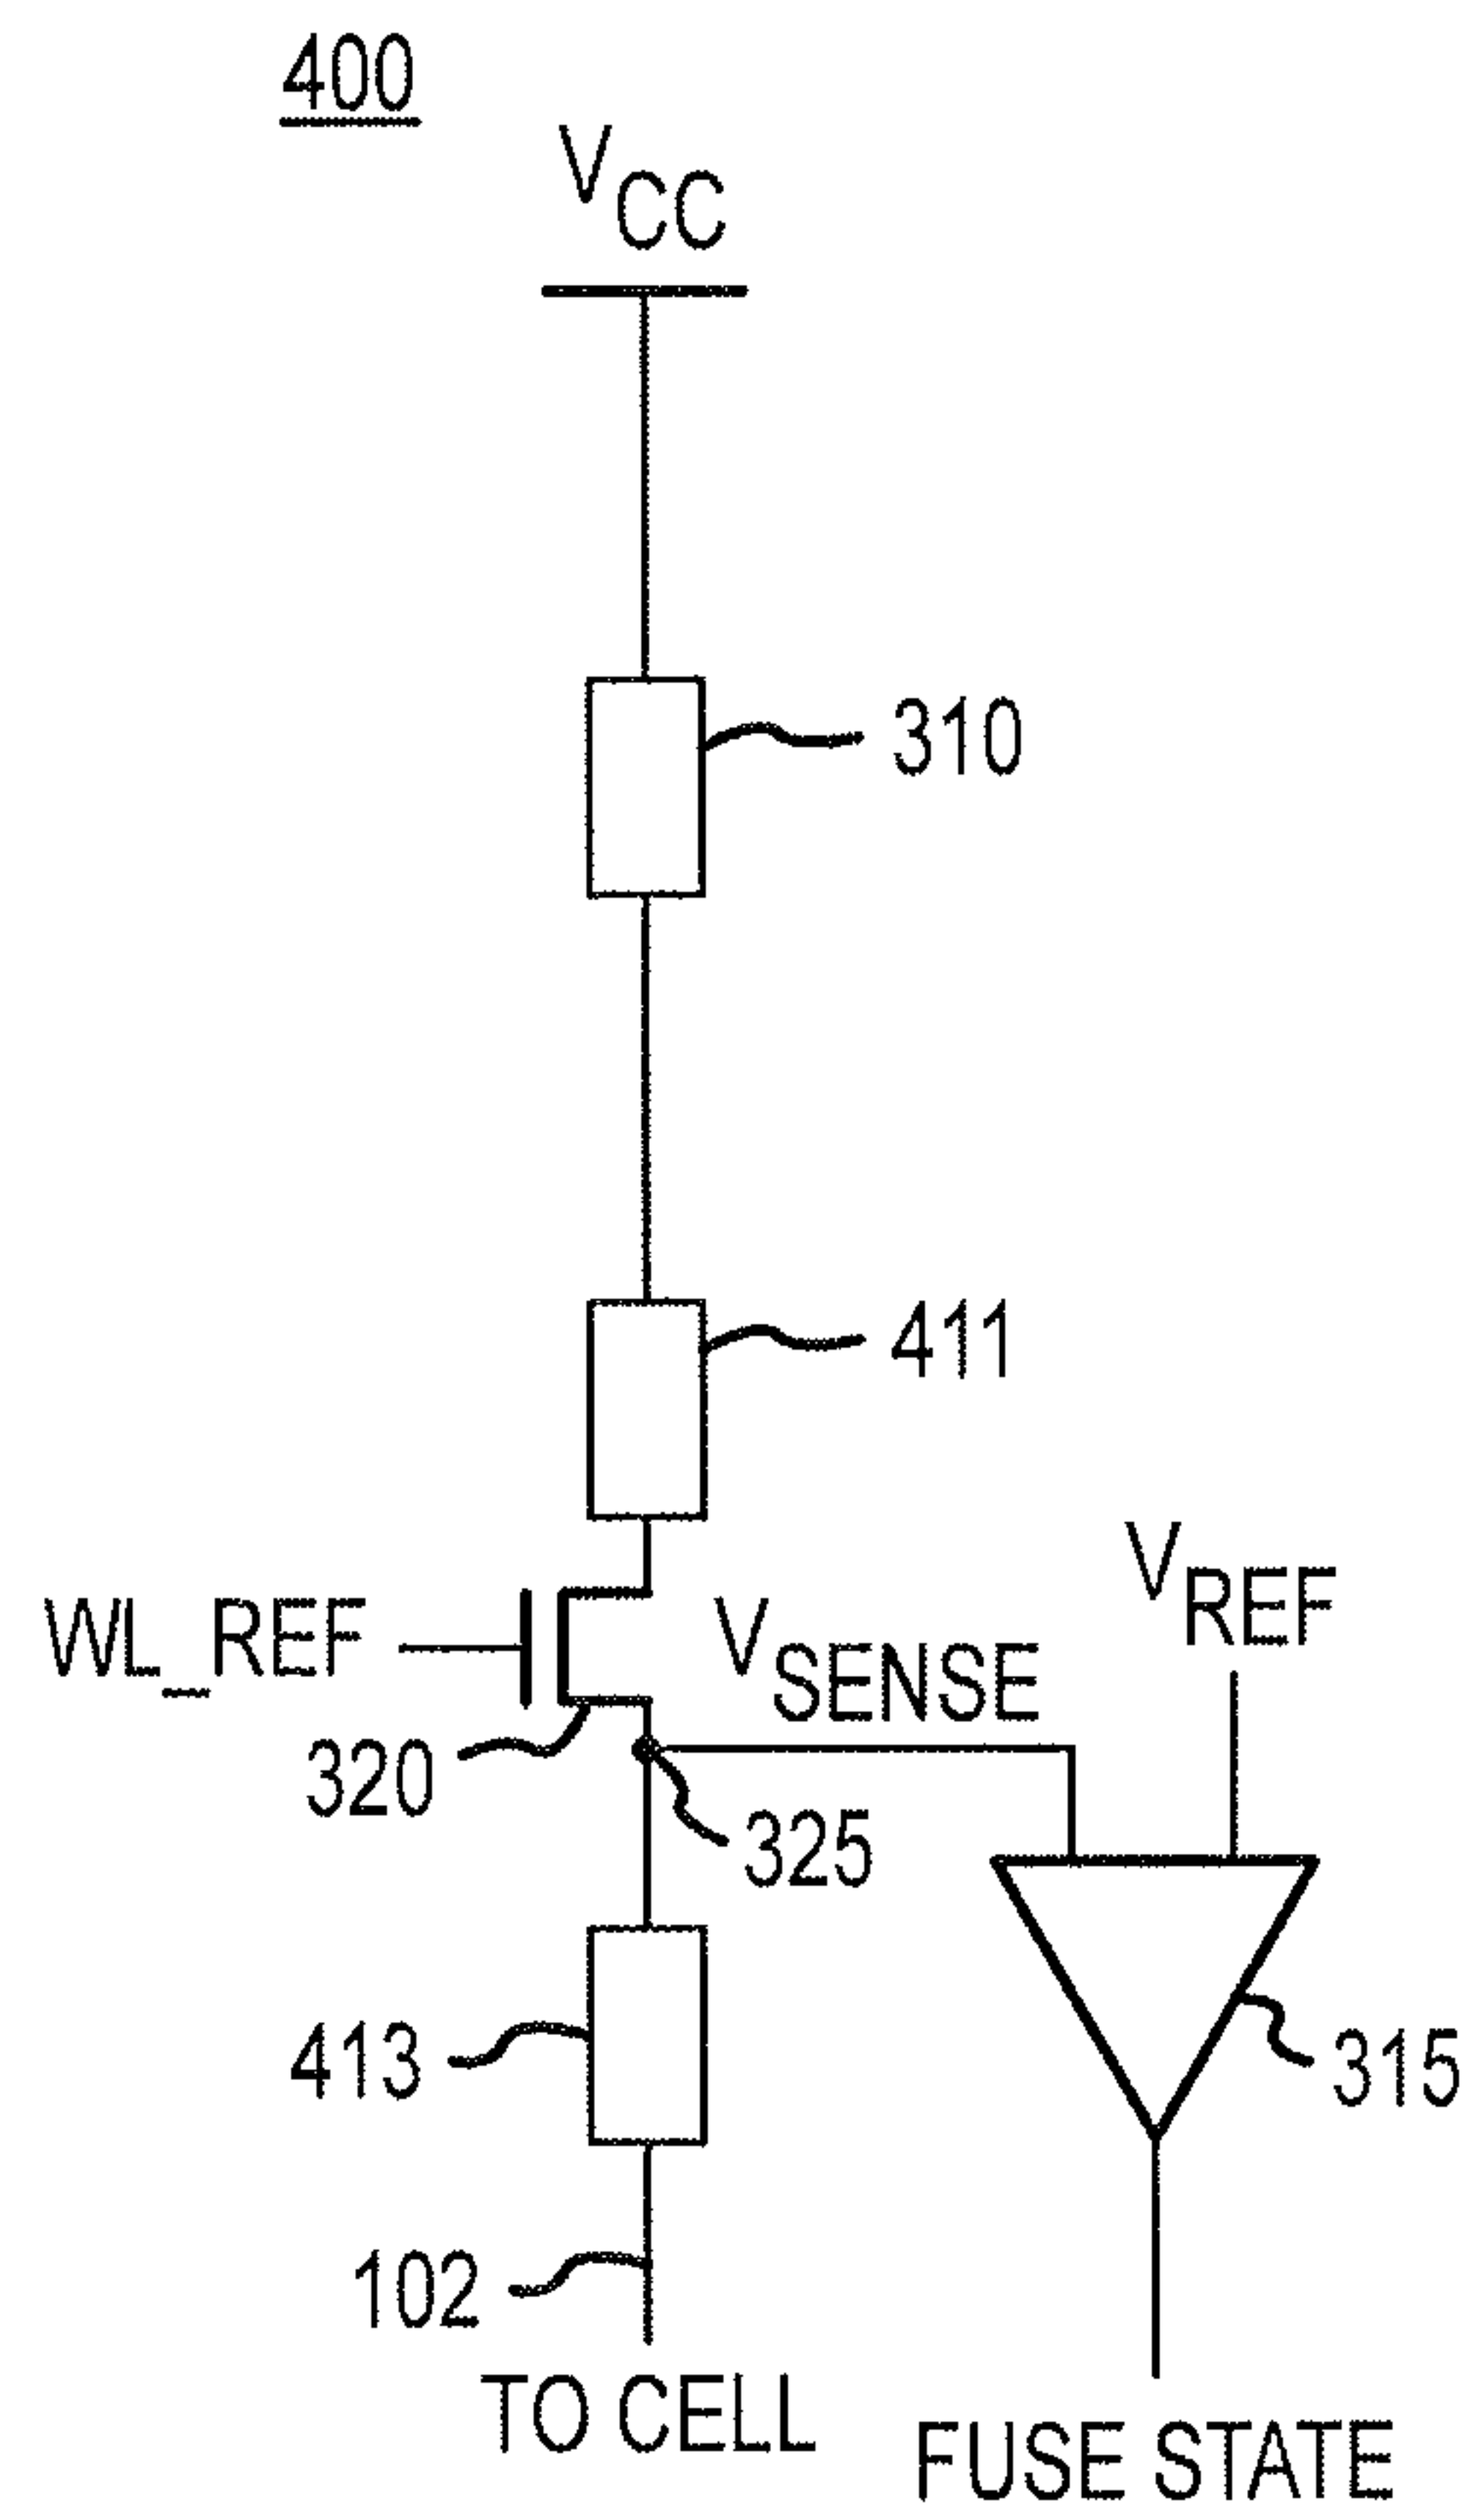 400
VCC
310
411
VREF
WL_REF
VSENSE
320
325
413
315
102
TO CELL
FUSE STATE